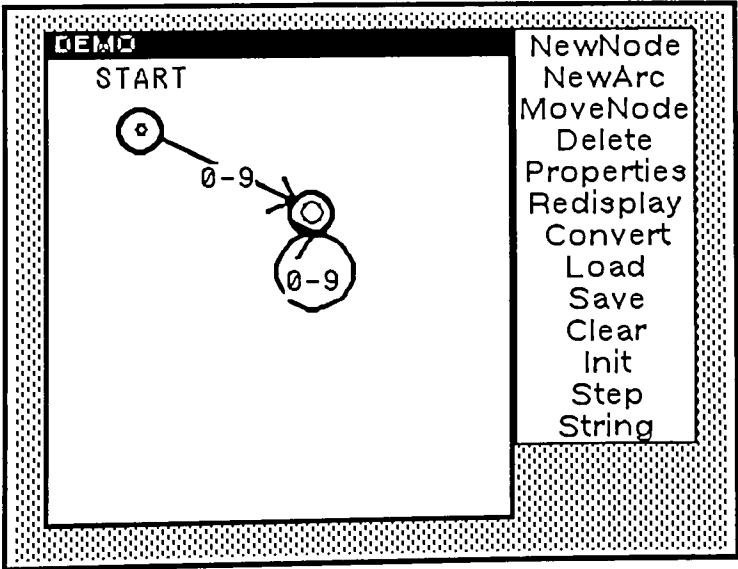 DEMO
START
0-9
0-9
NewNode
NewArc
MoveNode
Delete
Properties
Redisplay
Convert
Load
Save
Clear
Init
Step
String